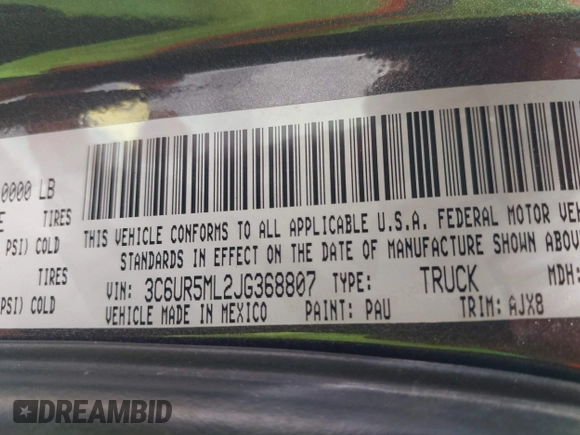 0000 LB
TIRES
PSI) COLD
TIRES
PSI) COLD
THIS VEHICLE CONFORMS TO ALL APPLICABLE U.S.A. FEDERAL MOTOR VE
STANDARDS IN EFFECT ON THE DATE OF MANUFACTURE SHOWN ABOVE
VIN: 3C6UR5ML2JG368807 TYPE: TRUCK MDH:
VEHICLE MADE IN MEXICO PAINT: PAU TRIM: AJX8
DREAMBID